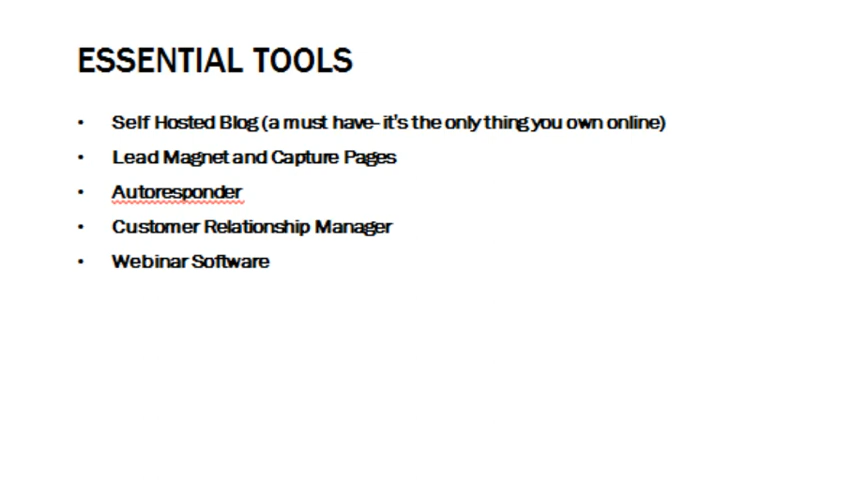 ESSENTIAL TOOLS
• Self Hosted Blog (a must have- it's the only thing you own online)
• Lead Magnet and Capture Pages
• Autoresponder
• Customer Relationship Manager
• Webinar Software